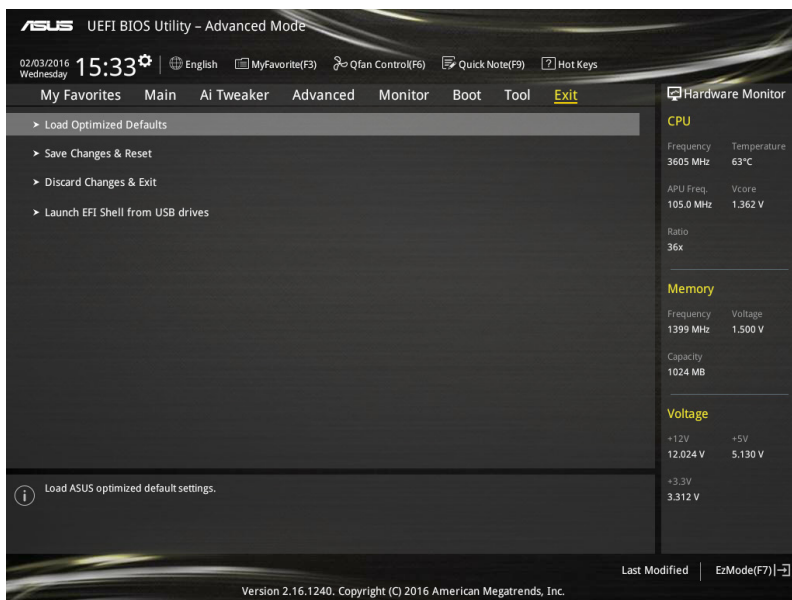 ASUS UEFI BIOS Utility – Advanced Mode
02/03/2016 Wednesday 15:33 English MyFavorite(F3) Qfan Control(F6) Quick Note(F9) ? Hot Keys
My Favorites Main Ai Tweaker Advanced Monitor Boot Tool Exit
Load Optimized Defaults
Save Changes & Reset
Discard Changes & Exit
Launch EFI Shell from USB drives
Hardware Monitor
CPU
Frequency Temperature
3605 MHz 63°C
APU Freq. Vcore
105.0 MHz 1.362 V
Ratio
36x
Memory
Frequency Voltage
1399 MHz 1.500 V
Capacity
1024 MB
Voltage
+12V +5V
12.024 V 5.130 V
+3.3V
3.312 V
Load ASUS optimized default settings.
Last Modified EzMode(F7)
Version 2.16.1240. Copyright (C) 2016 American Megatrends, Inc.